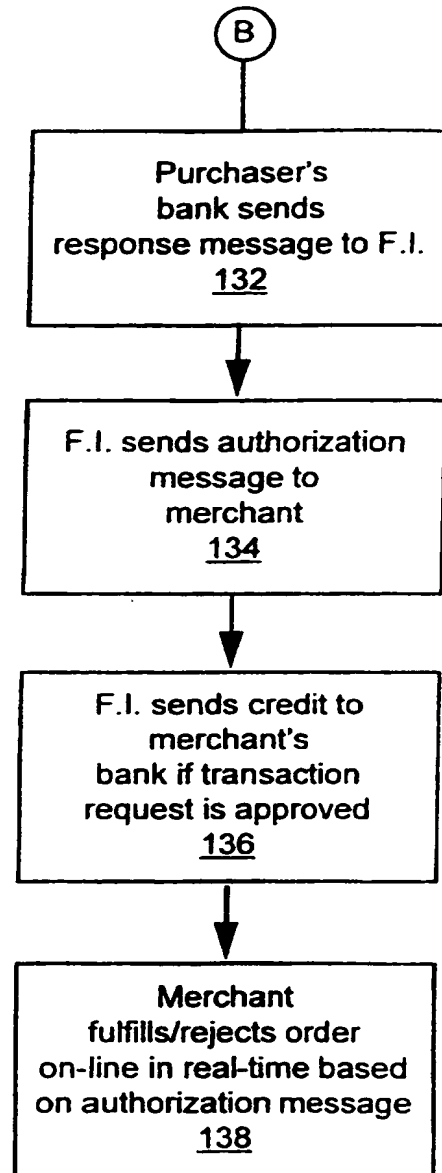 B
Purchaser's
bank sends
response message to F.I.
132
F.I. sends authorization
message to
merchant
134
F.I. sends credit to
merchant's
bank if transaction
request is approved
136
Merchant
fulfills/rejects order
on-line in real-time based
on authorization message
138